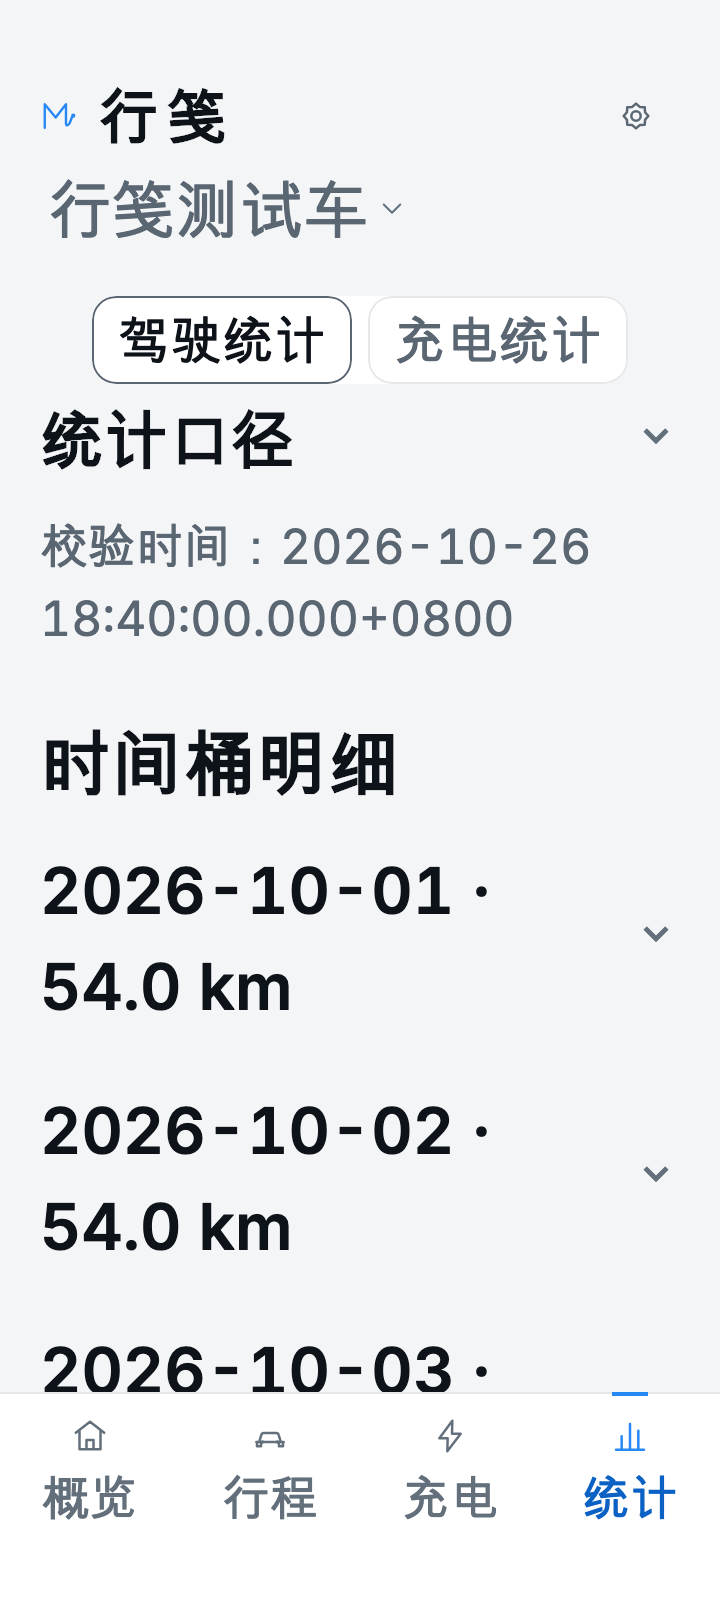 行笺
行笺测试车
驾驶统计 充电统计
统计口径
校验时间：2026-10-26
18:40:00.000+0800
时间桶明细
2026-10-01 ·
54.0 km
2026-10-02 ·
54.0 km
2026-10-03 ·
概览 行程 充电 统计